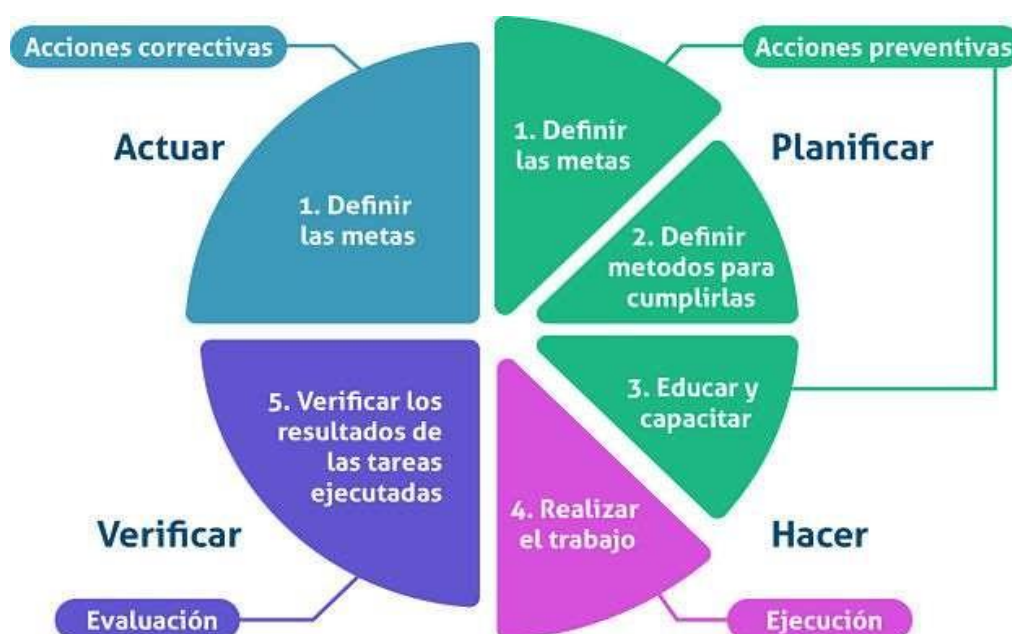 Acciones correctivas
Acciones preventivas
Actuar
Planificar
1. Definir
las metas
1. Definir
las metas
2. Definir
metodos para
cumplirlas
3. Educar y
capacitar
4. Realizar
el trabajo
5. Verificar los
resultados de
las tareas
ejecutadas
Verificar
Hacer
Evaluación
Ejecución